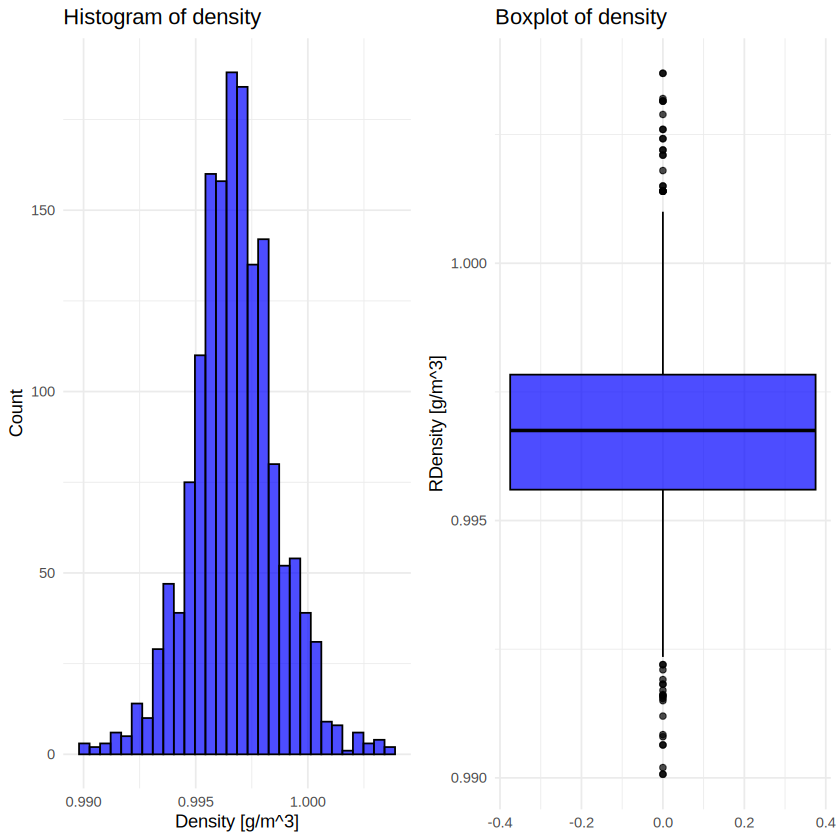 Histogram of density
150
100
50
0
Count
0.990 0.995 1.000
Density [g/m^3]
Boxplot of density
1.000
0.995
0.990
RDensity [g/m^3]
-0.4 -0.2 0.0 0.2 0.4